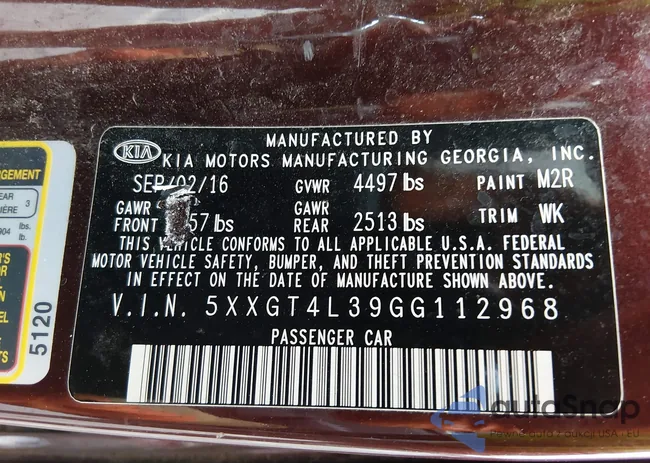 MANUFACTURED BY
KIA KIA MOTORS MANUFACTURING GEORGIA, INC.
SEP/02/16 GVWR 4497 lbs PAINT M2R
GAWR FRONT 57 lbs GAWR REAR 2513 lbs TRIM WK
THIS VEHICLE CONFORMS TO ALL APPLICABLE U.S.A. FEDERAL
MOTOR VEHICLE SAFETY, BUMPER, AND THEFT PREVENTION STANDARDS
IN EFFECT ON THE DATE OF MANUFACTURE SHOWN ABOVE.
V.I.N. 5XXGT4L39GG112968
PASSENGER CAR
5120
autoSnap